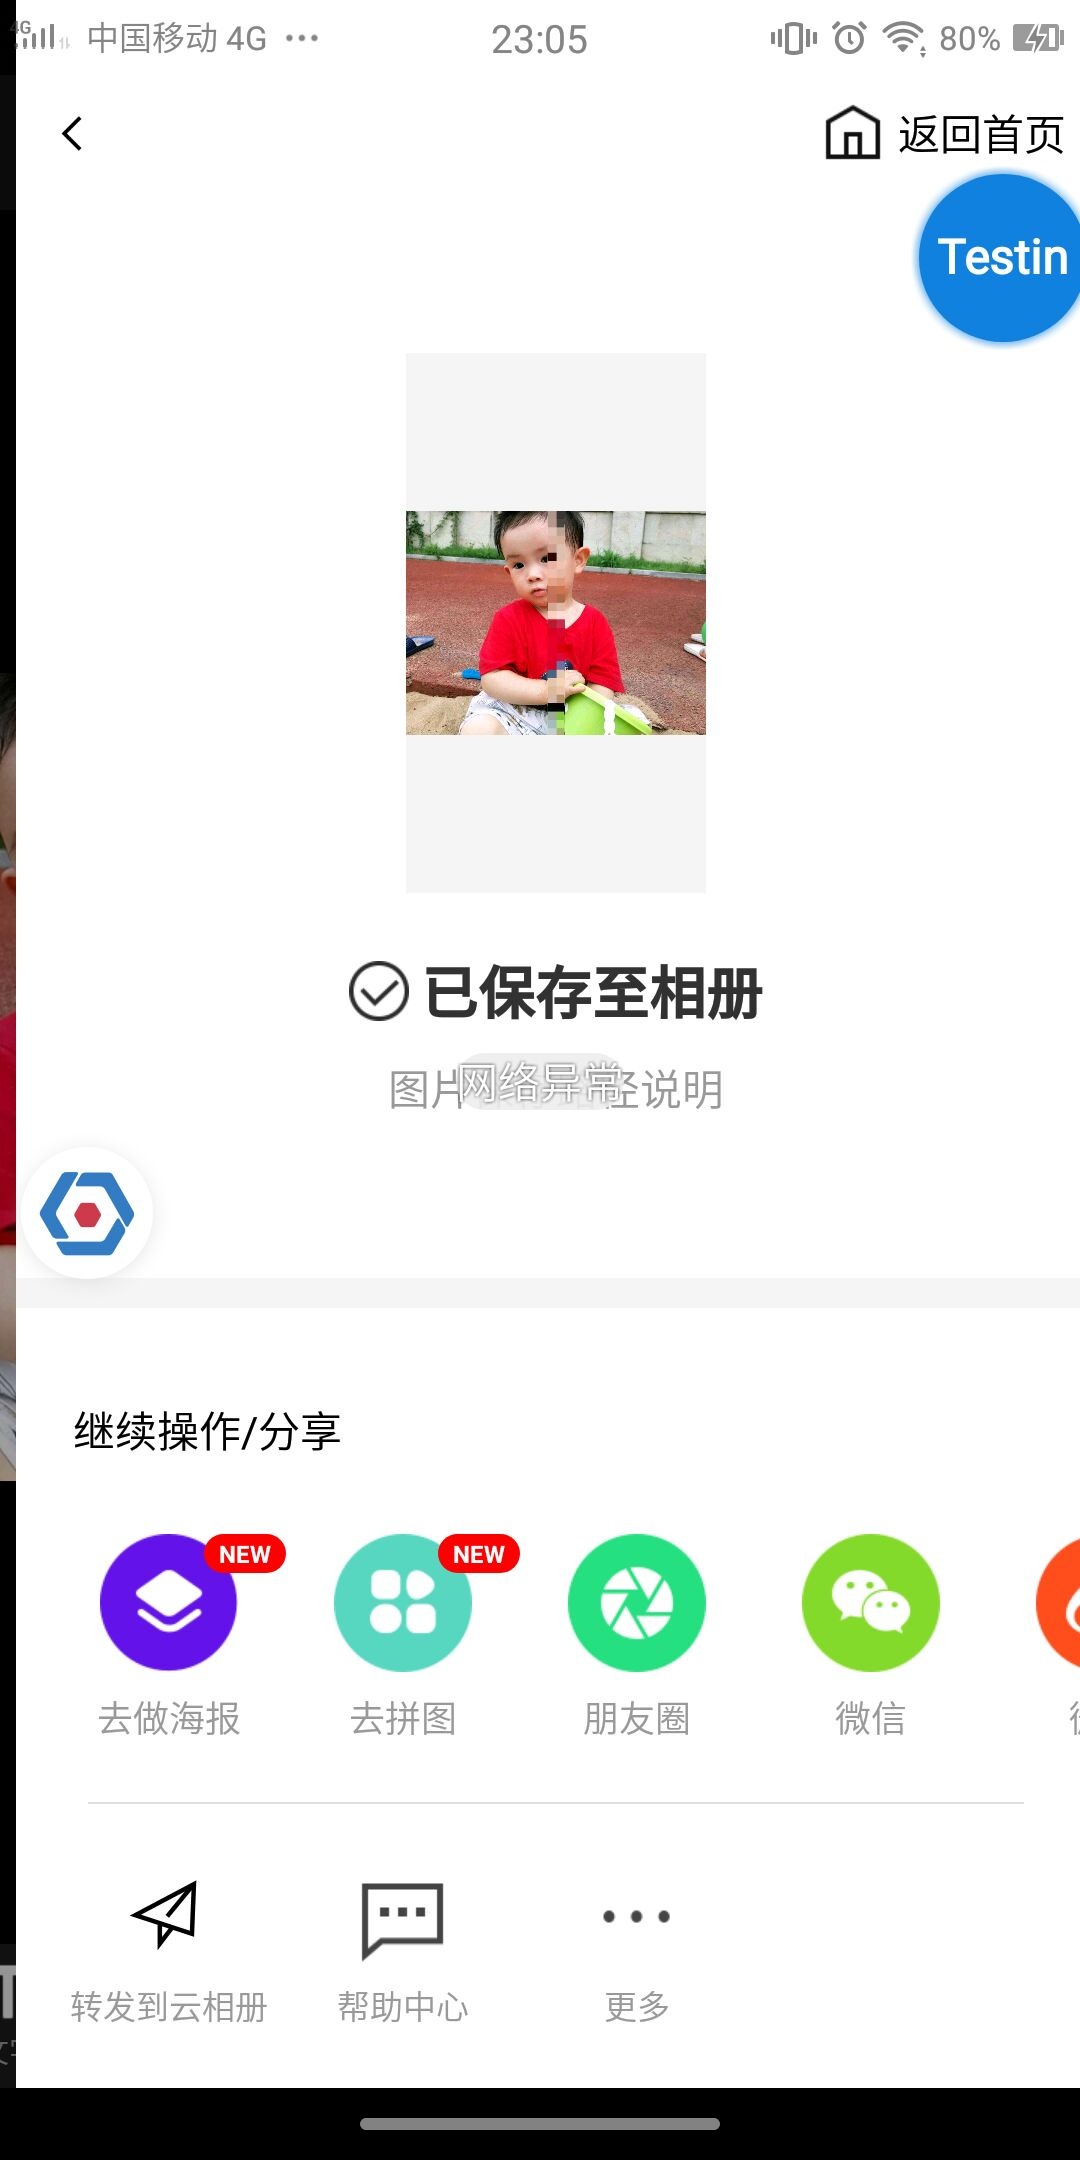 4G 中国移动 4G ··· 23:05 80%
返回首页
Testin
已保存至相册
图片
网络异常
径说明
继续操作/分享
NEW NEW
去做海报 去拼图 朋友圈 微信
转发到云相册 帮助中心 更多